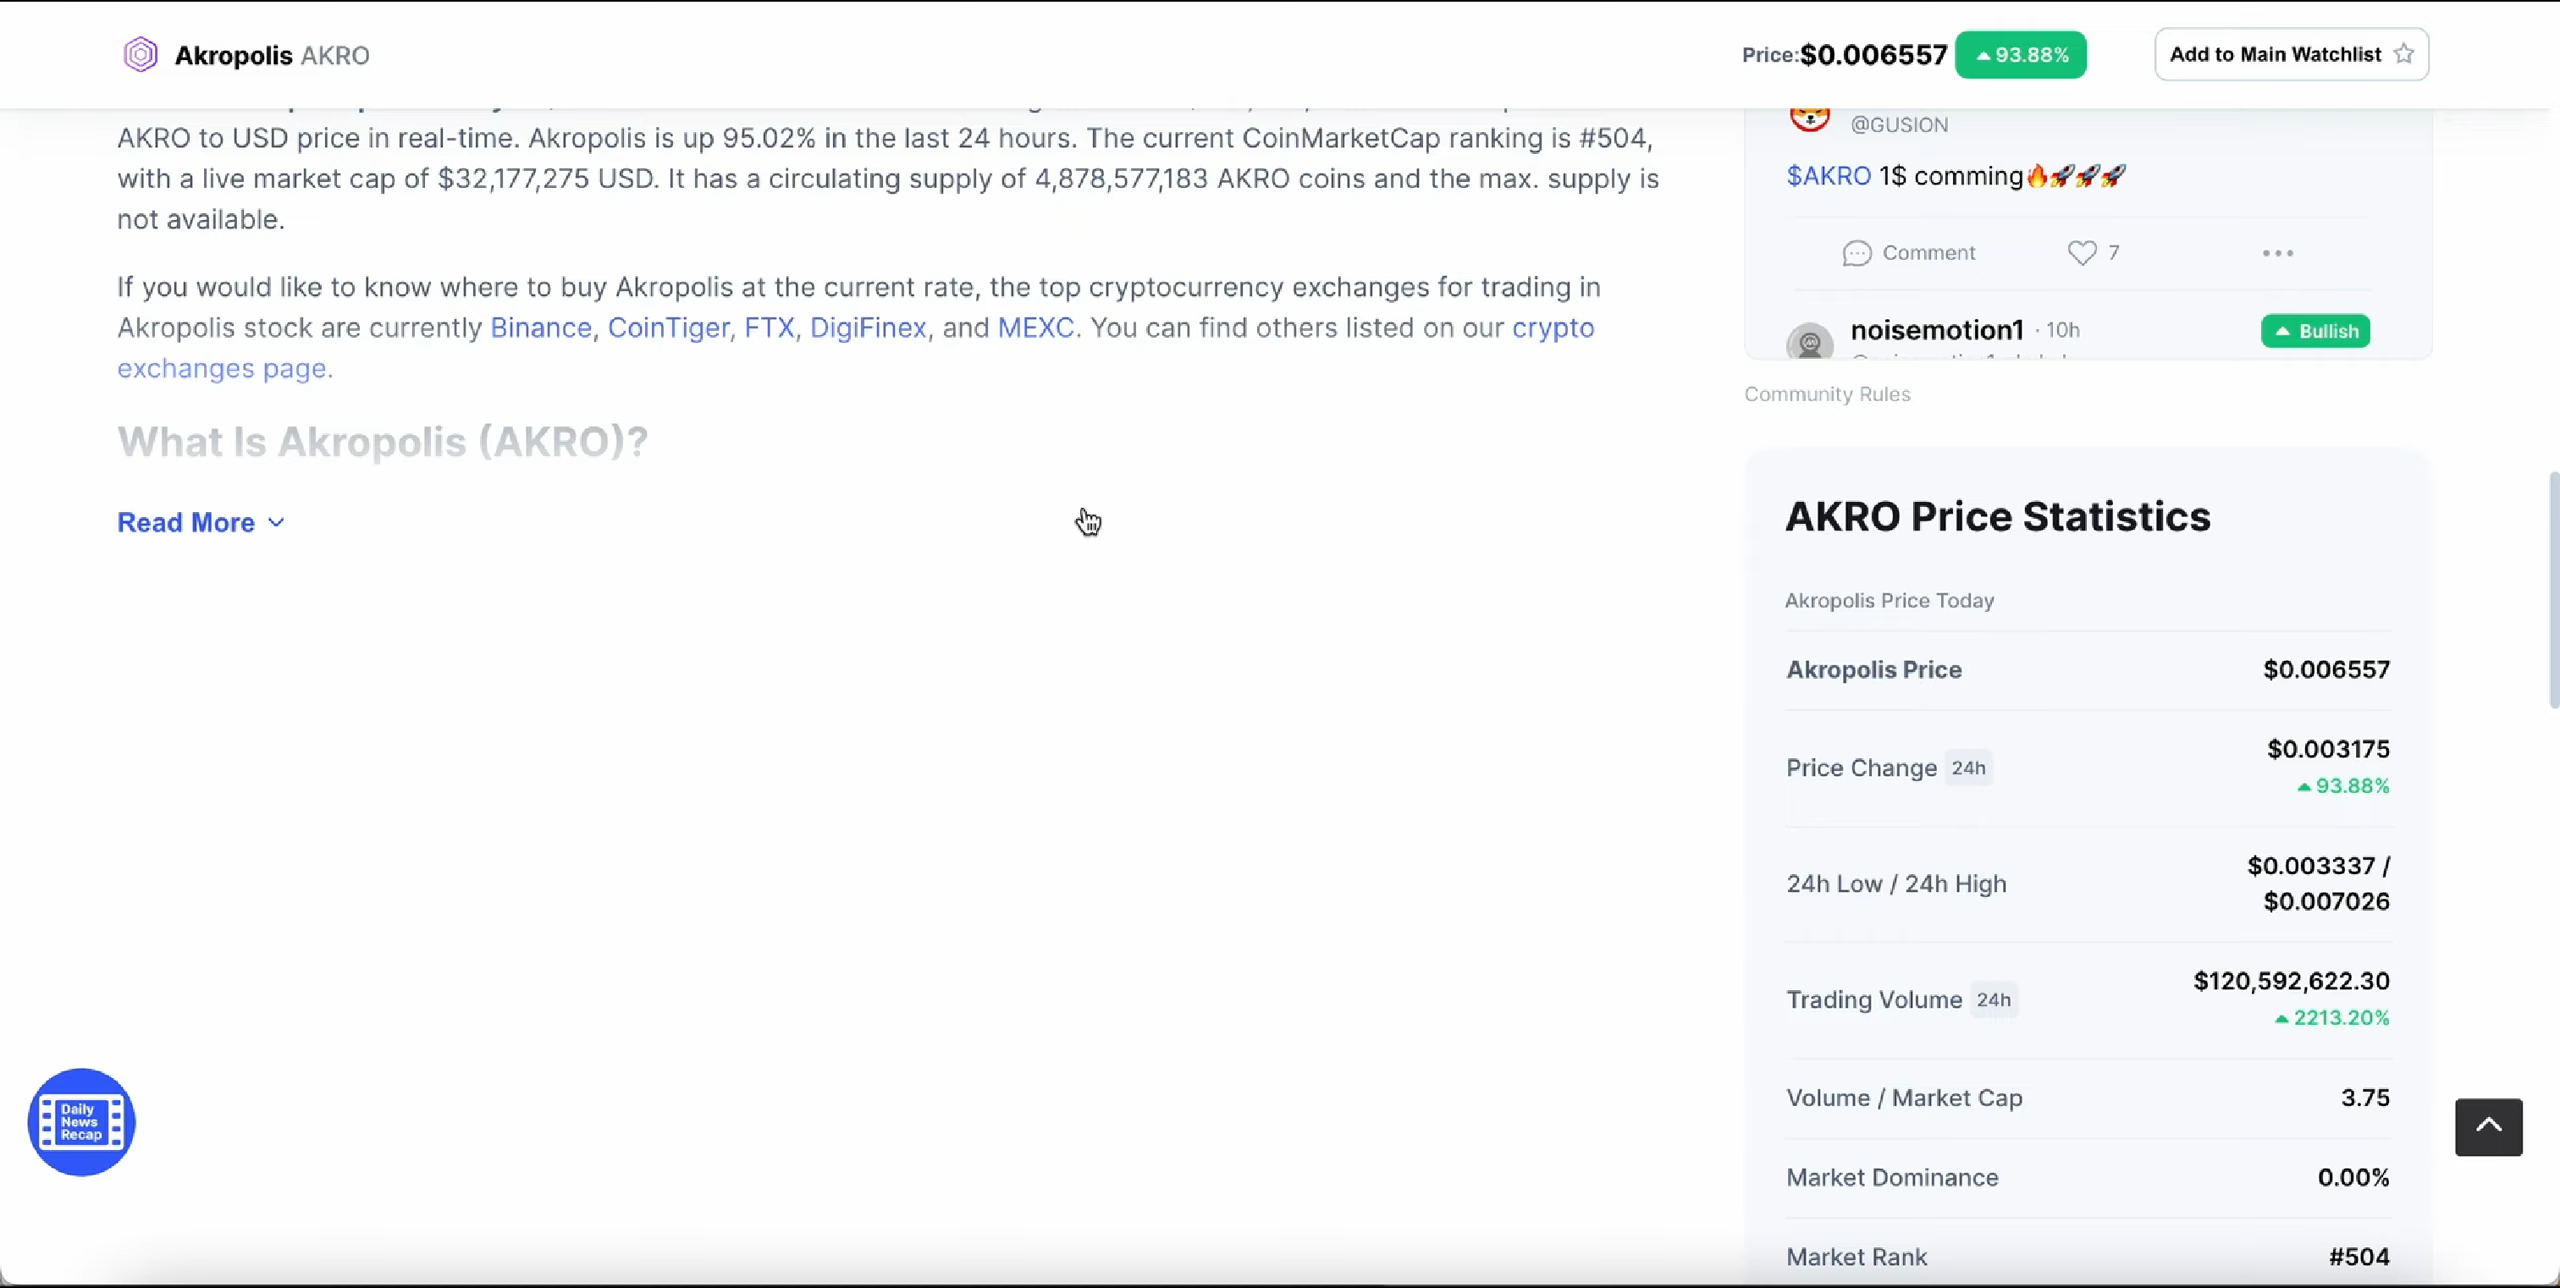 Akropolis AKRO
Price:$0.006557 93.88%
Add to Main Watchlist
AKRO to USD price in real-time. Akropolis is up 95.02% in the last 24 hours. The current CoinMarketCap ranking is #504,
with a live market cap of $32,177,275 USD. It has a circulating supply of 4,878,577,183 AKRO coins and the max. supply is
not available.
If you would like to know where to buy Akropolis at the current rate, the top cryptocurrency exchanges for trading in
Akropolis stock are currently Binance, CoinTiger, FTX, DigiFinex, and MEXC. You can find others listed on our crypto
exchanges page.
What Is Akropolis (AKRO)?
Read More
Daily
News
Recap
@GUSION
$AKRO 1$ comming🔥🚀🚀🚀
Comment 7
noisemotion1 · 10h
Bullish
Community Rules
AKRO Price Statistics
Akropolis Price Today
Akropolis Price
$0.006557
Price Change 24h
$0.003175
93.88%
24h Low / 24h High
$0.003337 /
$0.007026
Trading Volume 24h
$120,592,622.30
2213.20%
Volume / Market Cap
3.75
Market Dominance
0.00%
Market Rank
#504